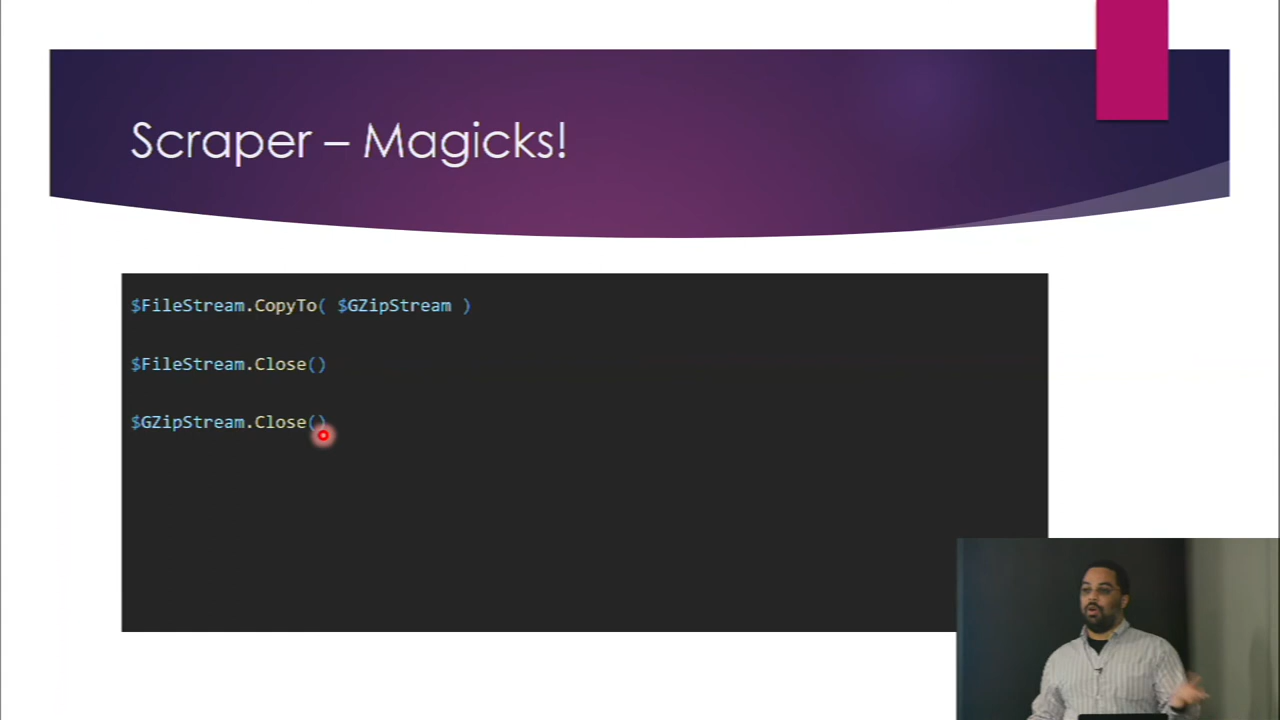 Scraper – Magicks!
$FileStream.CopyTo( $GZipStream )
$FileStream.Close()
$GZipStream.Close()